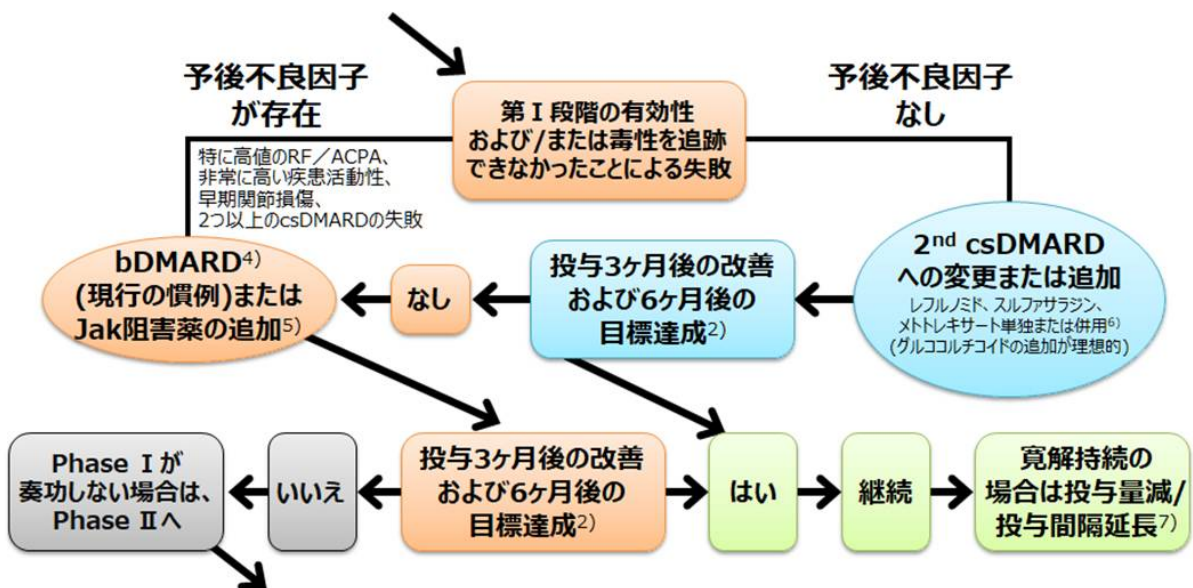 予後不良因子
が存在
予後不良因子
なし
第Ⅰ段階の有効性
および/または毒性を追跡
できなかったことによる失敗
特に高値のRF／ACPA、
非常に高い疾患活動性、
早期関節損傷、
2つ以上のcsDMARDの失敗
bDMARD4)
(現行の慣例)または
Jak阻害薬の追加5)
なし
投与3ヶ月後の改善
および6ヶ月後の
目標達成2)
2nd csDMARD
への変更または追加
レフルノミド、スルファサラジン、
メトトレキサート単独または併用6)
(グルココルチコイドの追加が理想的)
Phase Ⅰが
奏功しない場合は、
Phase Ⅱへ
いいえ
投与3ヶ月後の改善
および6ヶ月後の
目標達成2)
はい
継続
寛解持続の
場合は投与量減/
投与間隔延長7)